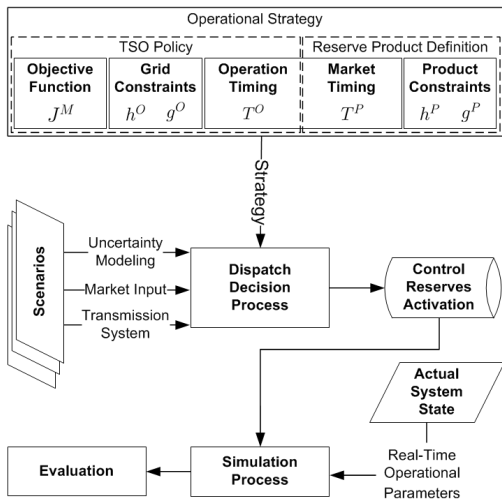 Operational Strategy
TSO Policy
Reserve Product Definition
Objective
Function
J^M
Grid
Constraints
h^O g^O
Operation
Timing
T^O
Market
Timing
T^P
Product
Constraints
h^P g^P
Strategy
Scenarios
Uncertainty
Modeling
Market Input
Transmission
System
Dispatch
Decision
Process
Control
Reserves
Activation
Actual
System
State
Real-Time
Operational
Parameters
Simulation
Process
Evaluation